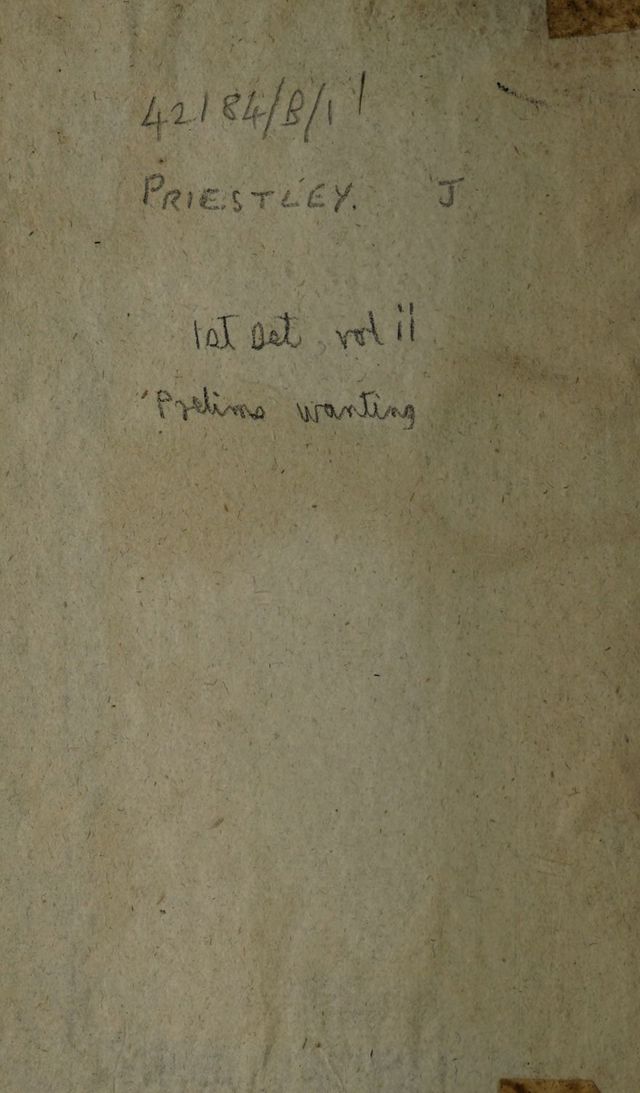 42184/B/1 |
PRIESTLEY. J
1st set vol ii
Prelims wanting